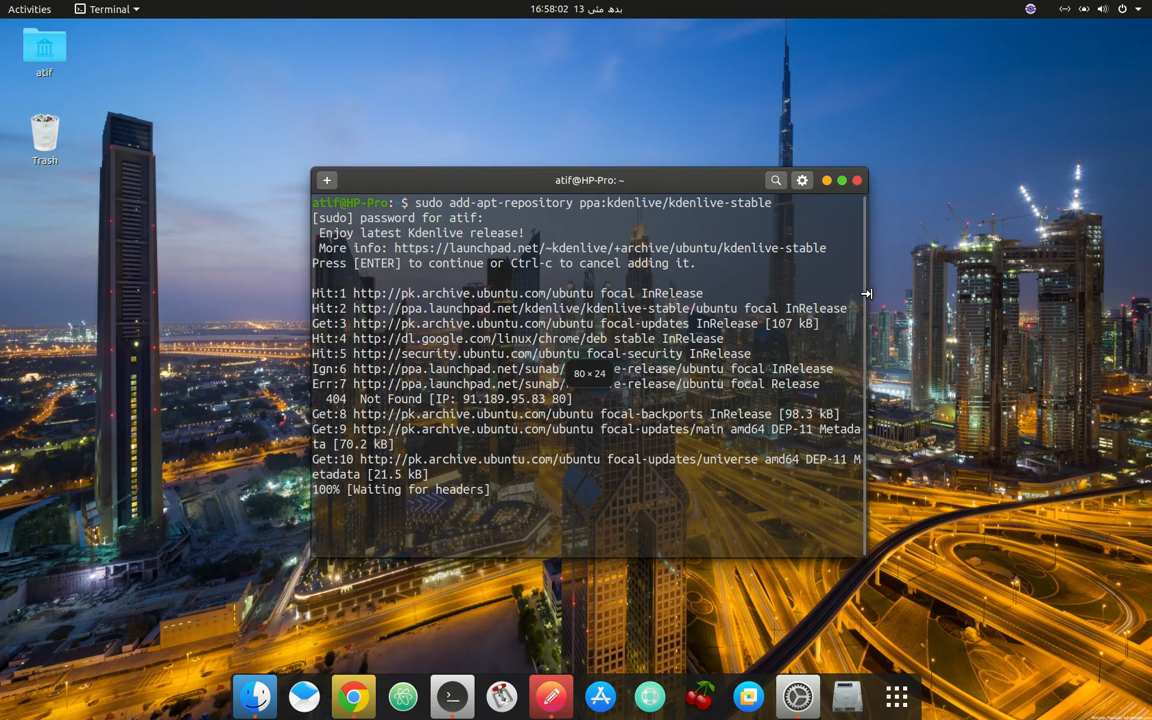 Activities
Terminal
بدھ مئی 13 16:58:02
atif
Trash
atif@HP-Pro: ~
atif@HP-Pro: $ sudo add-apt-repository ppa:kdenlive/kdenlive-stable
[sudo] password for atif:
Enjoy latest Kdenlive release!
More info: https://launchpad.net/~kdenlive/+archive/ubuntu/kdenlive-stable
Press [ENTER] to continue or Ctrl-c to cancel adding it.
Hit:1 http://pk.archive.ubuntu.com/ubuntu focal InRelease
Hit:2 http://ppa.launchpad.net/kdenlive/kdenlive-stable/ubuntu focal InRelease
Get:3 http://pk.archive.ubuntu.com/ubuntu focal-updates InRelease [107 kB]
Hit:4 http://dl.google.com/linux/chrome/deb stable InRelease
Hit:5 http://security.ubuntu.com/ubuntu focal-security InRelease
Ign:6 http://ppa.launchpad.net/sunab/ e-release/ubuntu focal InRelease
Err:7 http://ppa.launchpad.net/sunab/ e-release/ubuntu focal Release
404 Not Found [IP: 91.189.95.83 80]
80 × 24
Get:8 http://pk.archive.ubuntu.com/ubuntu focal-backports InRelease [98.3 kB]
Get:9 http://pk.archive.ubuntu.com/ubuntu focal-updates/main amd64 DEP-11 Metada
ta [70.2 kB]
Get:10 http://pk.archive.ubuntu.com/ubuntu focal-updates/universe amd64 DEP-11 M
etadata [21.5 kB]
100% [Waiting for headers]